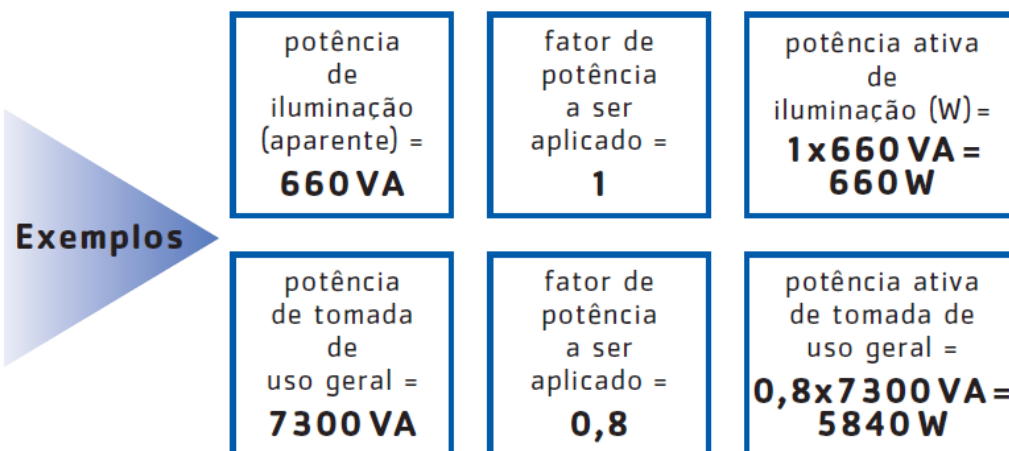 Exemplos
potência
de
iluminação
(aparente) =
660 VA
fator de
potência
a ser
aplicado =
1
potência ativa
de
iluminação (W)=
1x660 VA =
660 W
potência
de tomada
de
uso geral =
7300 VA
fator de
potência
a ser
aplicado =
0,8
potência ativa
de tomada de
uso geral =
0,8x7300 VA =
5840 W